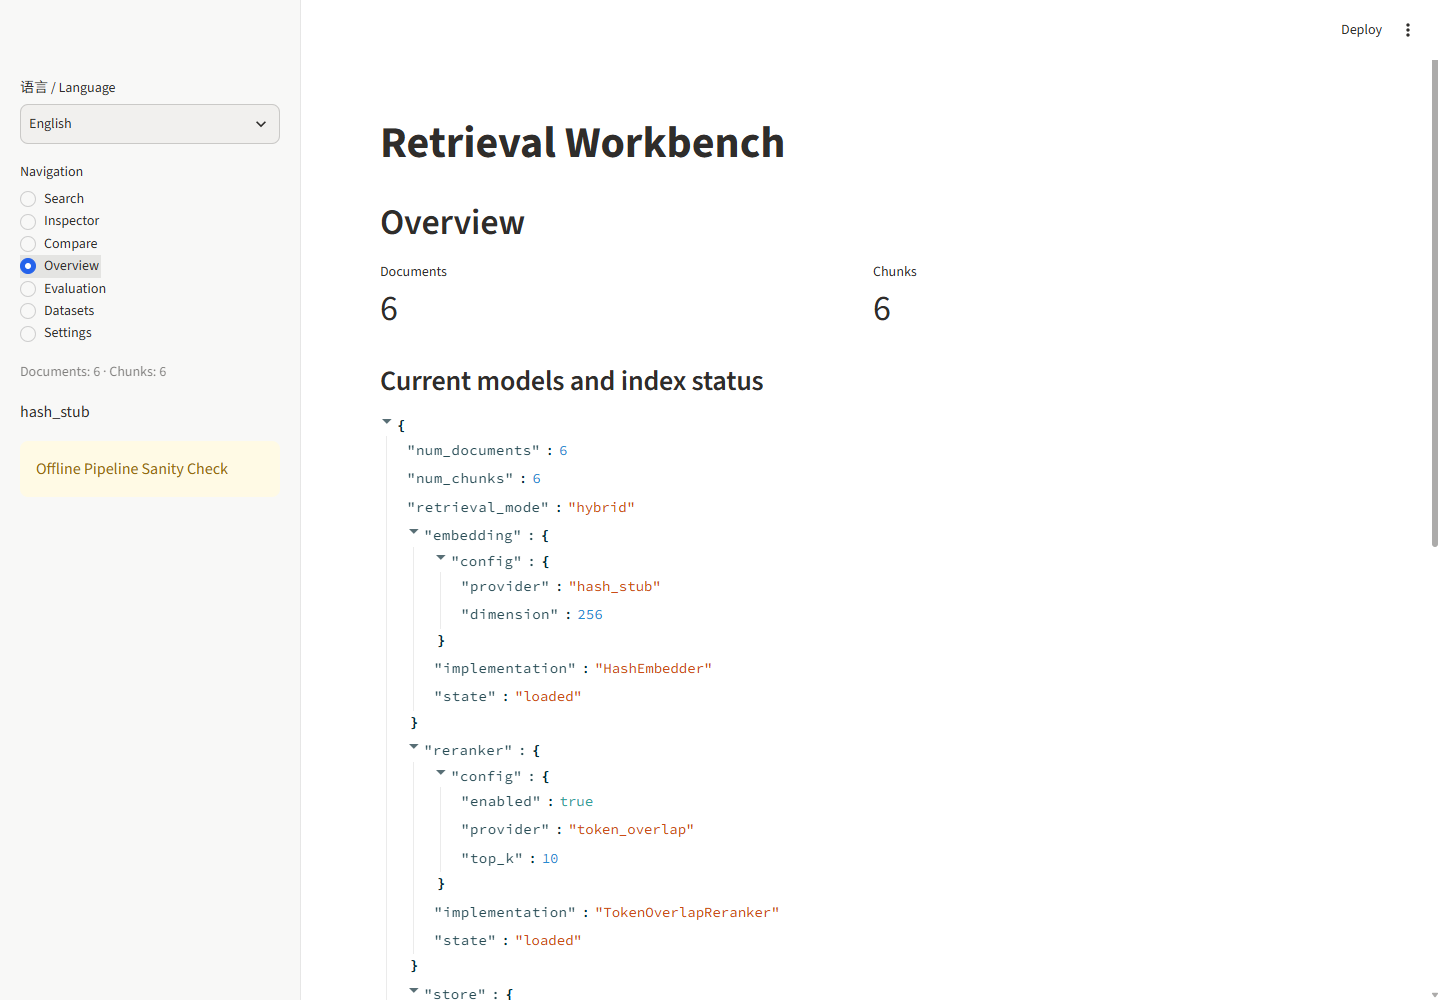 Deploy
语言 / Language
English
Navigation
Search
Inspector
Compare
Overview
Evaluation
Datasets
Settings
Documents: 6 · Chunks: 6
hash_stub
Offline Pipeline Sanity Check
Retrieval Workbench
Overview
Documents
6
Chunks
6
Current models and index status
{
"num_documents" : 6
"num_chunks" : 6
"retrieval_mode" : "hybrid"
"embedding" : {
"config" : {
"provider" : "hash_stub"
"dimension" : 256
}
"implementation" : "HashEmbedder"
"state" : "loaded"
}
"reranker" : {
"config" : {
"enabled" : true
"provider" : "token_overlap"
"top_k" : 10
}
"implementation" : "TokenOverlapReranker"
"state" : "loaded"
}
"store" : {